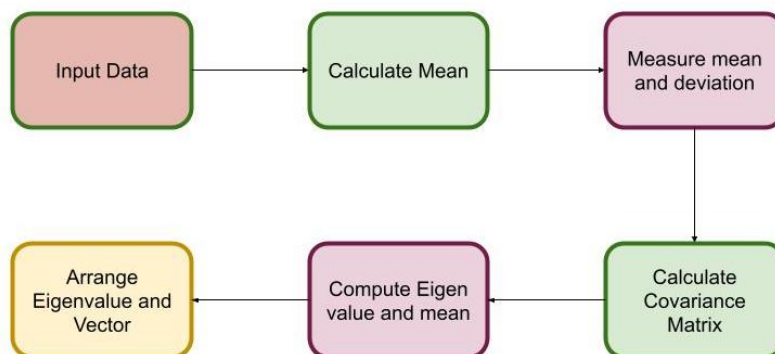 Input Data
Calculate Mean
Measure mean
and deviation
Calculate
Covariance
Matrix
Compute Eigen
value and mean
Arrange
Eigenvalue and
Vector